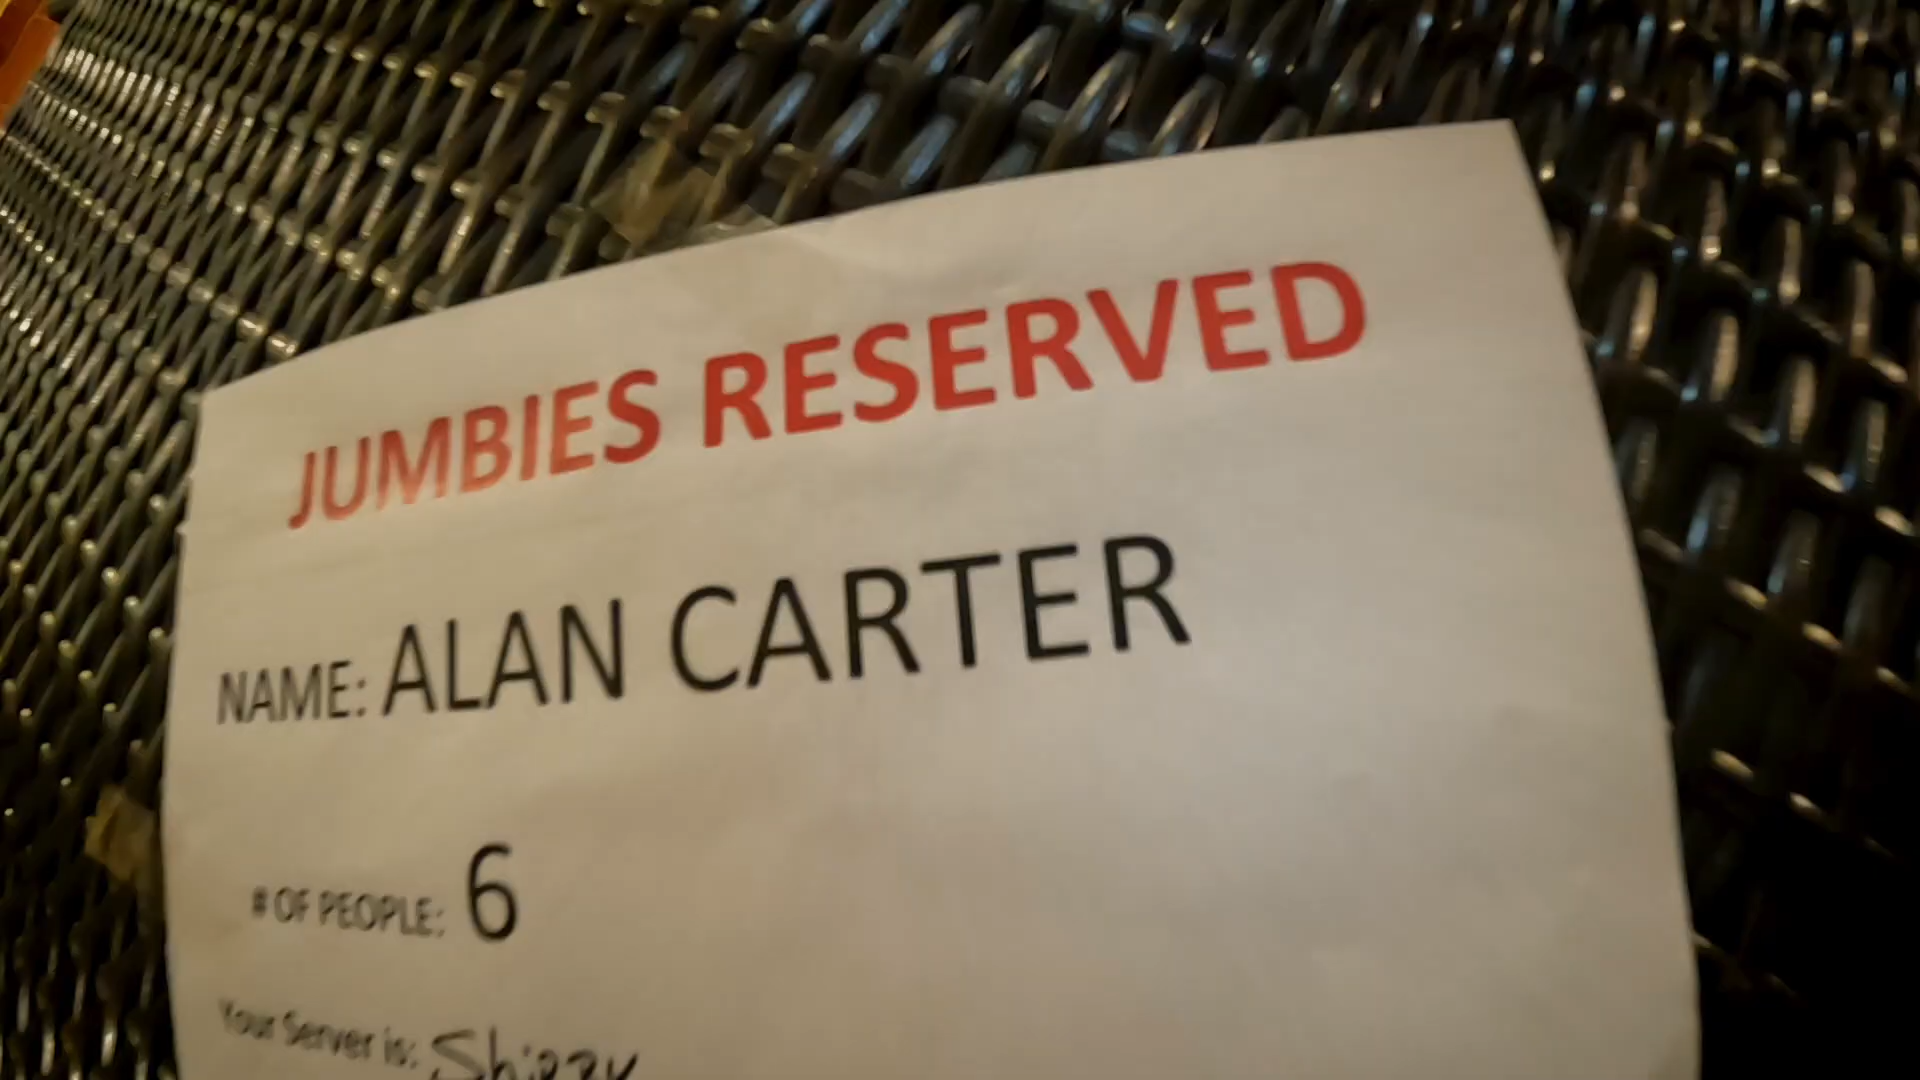 JUMBIES RESERVED
NAME: ALAN CARTER
# OF PEOPLE: 6
Your Server is: